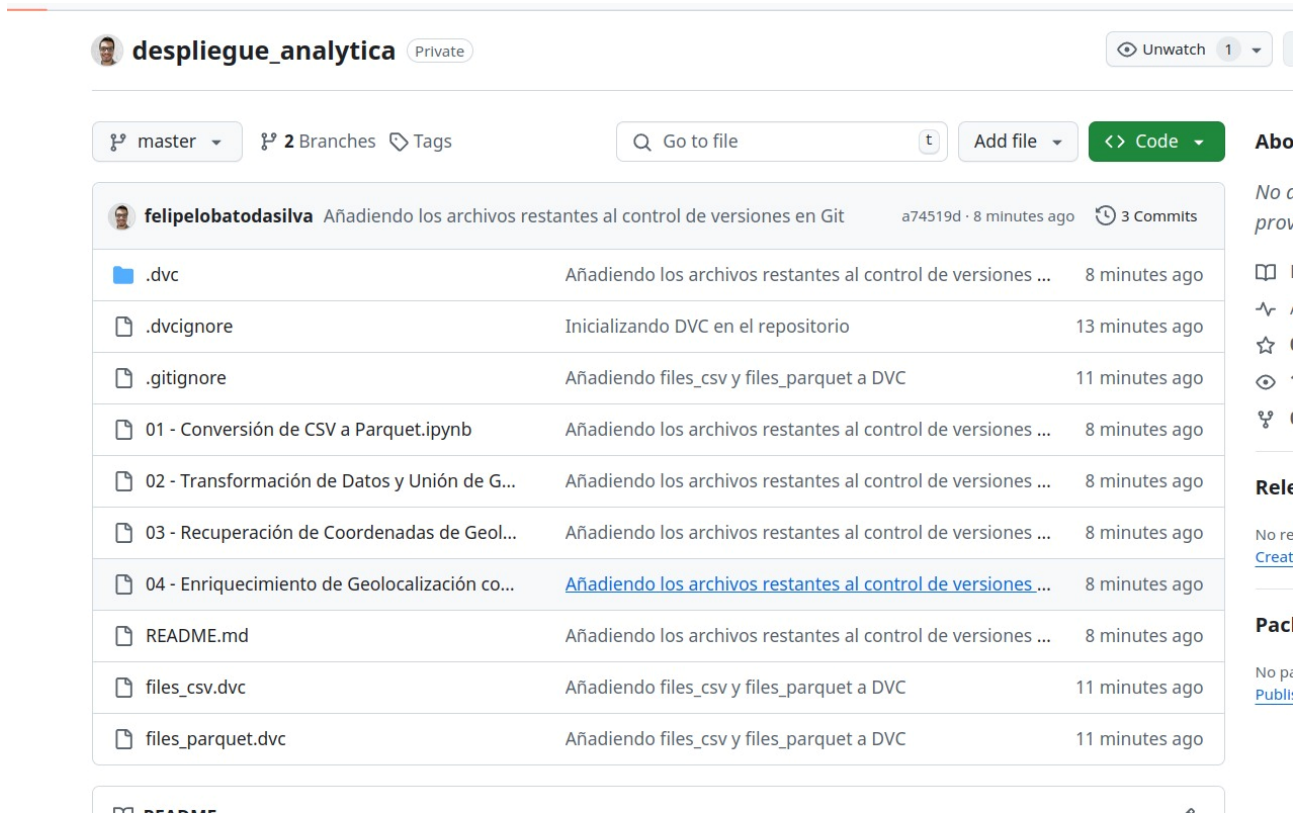 despliegue_analytica Private Unwatch 1
master 2 Branches Tags Go to file t Add file Code
felipelobatodasilva Añadiendo los archivos restantes al control de versiones en Git a74519d · 8 minutes ago 3 Commits
.dvc Añadiendo los archivos restantes al control de versiones ... 8 minutes ago
.dvcignore Inicializando DVC en el repositorio 13 minutes ago
.gitignore Añadiendo files_csv y files_parquet a DVC 11 minutes ago
01 - Conversión de CSV a Parquet.ipynb Añadiendo los archivos restantes al control de versiones ... 8 minutes ago
02 - Transformación de Datos y Unión de G... Añadiendo los archivos restantes al control de versiones ... 8 minutes ago
03 - Recuperación de Coordenadas de Geol... Añadiendo los archivos restantes al control de versiones ... 8 minutes ago
04 - Enriquecimiento de Geolocalización co... Añadiendo los archivos restantes al control de versiones ... 8 minutes ago
README.md Añadiendo los archivos restantes al control de versiones ... 8 minutes ago
files_csv.dvc Añadiendo files_csv y files_parquet a DVC 11 minutes ago
files_parquet.dvc Añadiendo files_csv y files_parquet a DVC 11 minutes ago
README
No
No
No